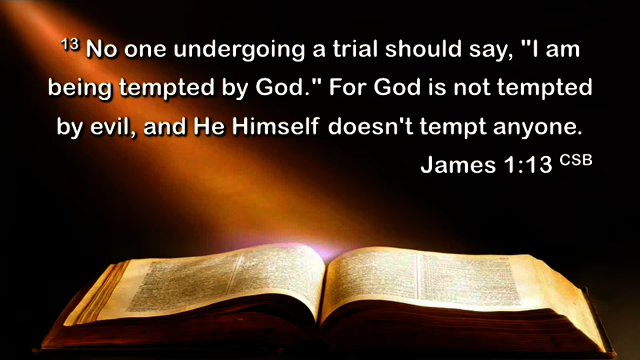 ¹³ No one undergoing a trial should say, "I am
being tempted by God." For God is not tempted
by evil, and He Himself doesn't tempt anyone.
James 1:13 ᶜˢᴮ